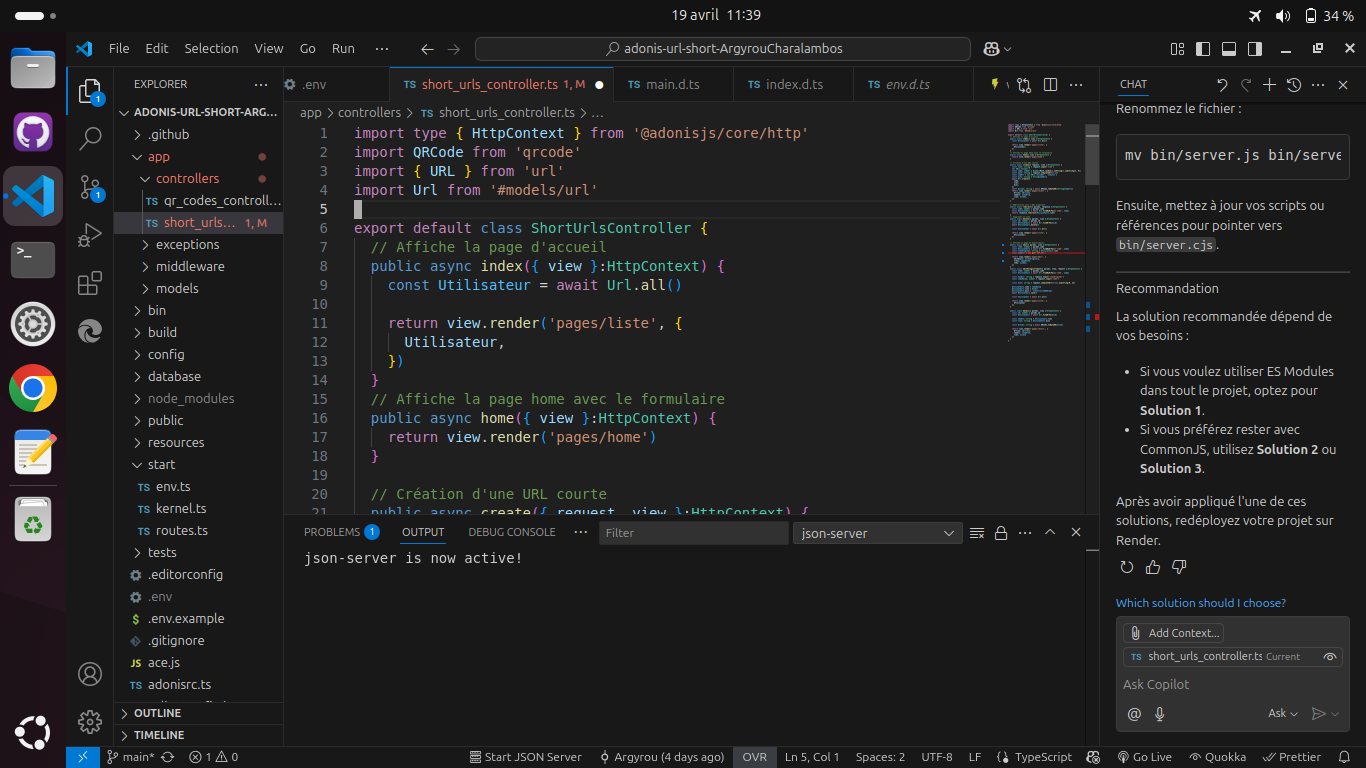 19 avril 11:39
34 %
File Edit Selection View Go Run ···
adonis-url-short-ArgyrouCharalambos
EXPLORER
ADONIS-URL-SHORT-ARG...
.github
app
controllers
TS qr_codes_controll...
TS short_urls... 1, M
exceptions
middleware
models
bin
build
config
database
node_modules
public
resources
start
TS env.ts
TS kernel.ts
TS routes.ts
tests
.editorconfig
.env
$ .env.example
.gitignore
JS ace.js
TS adonisrc.ts
OUTLINE
TIMELINE
.env
TS short_urls_controller.ts 1, M
TS main.d.ts
TS index.d.ts
TS env.d.ts
app > controllers > TS short_urls_controller.ts > ...
1 import type { HttpContext } from '@adonisjs/core/http'
2 import QRCode from 'qrcode'
3 import { URL } from 'url'
4 import Url from '#models/url'
5
6 export default class ShortUrlsController {
7 // Affiche la page d'accueil
8 public async index({ view }:HttpContext) {
9 const Utilisateur = await Url.all()
10
11 return view.render('pages/liste', {
12 Utilisateur,
13 })
14 }
15 // Affiche la page home avec le formulaire
16 public async home({ view }:HttpContext) {
17 return view.render('pages/home')
18 }
19
20 // Création d'une URL courte
21 public async create({ request, view }:HttpContext) {
PROBLEMS 1 OUTPUT DEBUG CONSOLE ··· Filter json-server
json-server is now active!
CHAT
Renommez le fichier :
mv bin/server.js bin/serve
Ensuite, mettez à jour vos scripts ou
références pour pointer vers
bin/server.cjs.
Recommandation
La solution recommandée dépend de
vos besoins :
• Si vous voulez utiliser ES Modules
dans tout le projet, optez pour
Solution 1.
• Si vous préférez rester avec
CommonJS, utilisez Solution 2 ou
Solution 3.
Après avoir appliqué l'une de ces
solutions, redéployez votre projet sur
Render.
Which solution should I choose?
Add Context...
TS short_urls_controller.ts Current
Ask Copilot
@ Ask
main* 1 0 Start JSON Server Argyrou (4 days ago) OVR Ln 5, Col 1 Spaces: 2 UTF-8 LF {} TypeScript Go Live Quokka Prettier